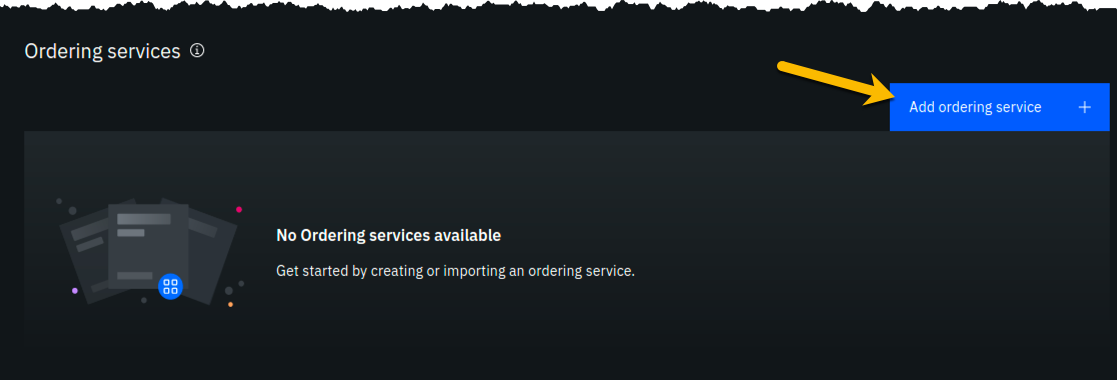 Ordering services
Add ordering service
No Ordering services available
Get started by creating or importing an ordering service.